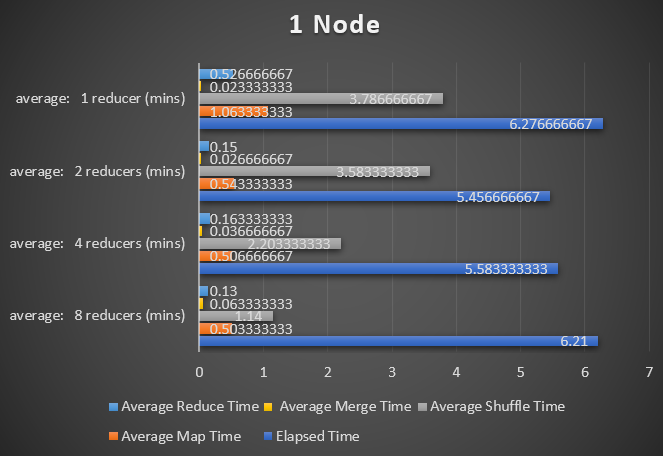 1 Node
0.526666667
0.023333333
average: 1 reducer (mins)
3.786666667
1.063333333
6.276666667
0.15
0.026666667
average: 2 reducers (mins)
3.583333333
0.543333333
5.456666667
0.163333333
0.036666667
average: 4 reducers (mins)
2.203333333
0.506666667
5.583333333
0.13
0.063333333
average: 8 reducers (mins)
1.14
0.503333333
6.21
0 1 2 3 4 5 6 7
Average Reduce Time Average Merge Time Average Shuffle Time
Average Map Time Elapsed Time